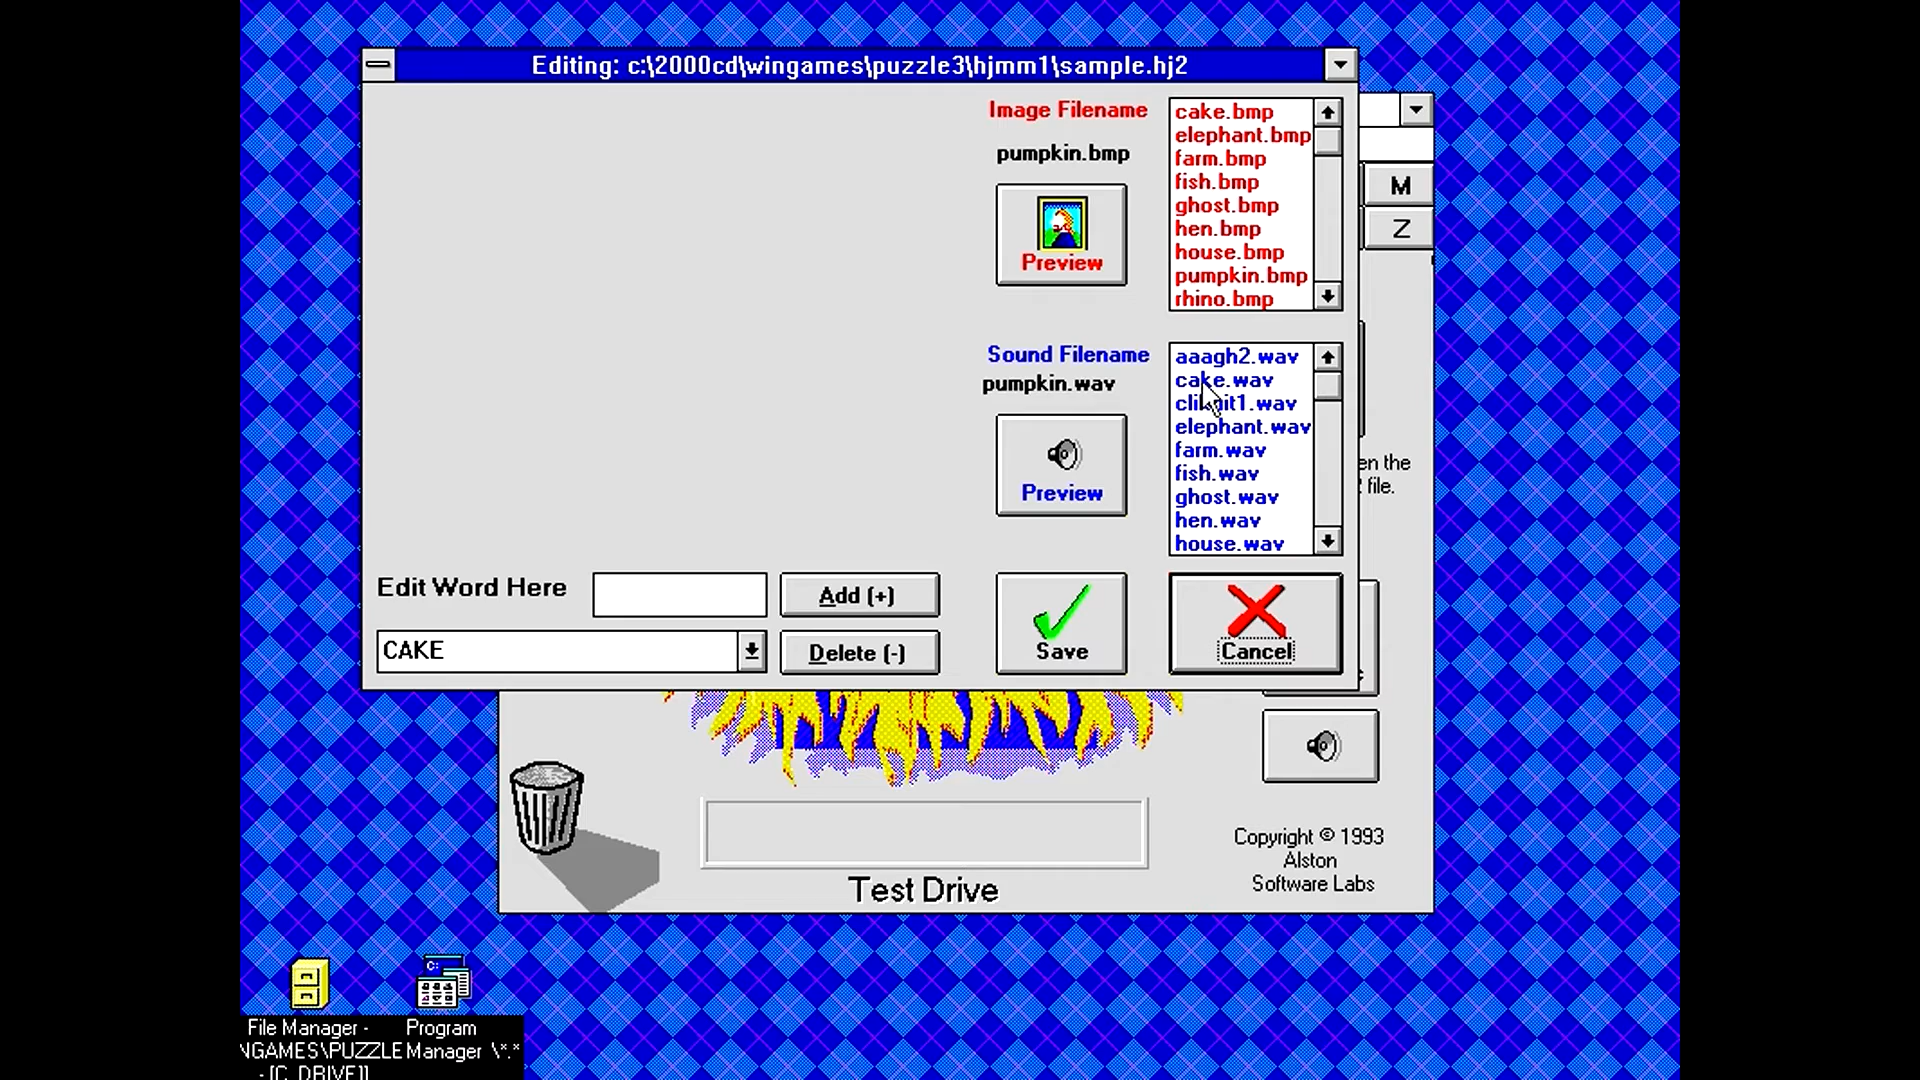 Editing: c:\2000cd\wingames\puzzle3\hjmm1\sample.hj2
Image Filename
pumpkin.bmp
Preview
cake.bmp
elephant.bmp
farm.bmp
fish.bmp
ghost.bmp
hen.bmp
house.bmp
pumpkin.bmp
rhino.bmp
M
Z
Sound Filename
pumpkin.wav
Preview
aaagh2.wav
cake.wav
elephant.wav
farm.wav
fish.wav
ghost.wav
hen.wav
house.wav
en the
file.
Edit Word Here
Add (+)
CAKE
Delete (-)
Save
Cancel
Test Drive
Copyright © 1993
Alston
Software Labs
File Manager -
NGAMES\PUZZLE
- [C_DRIVE]]
Program
Manager \*.*